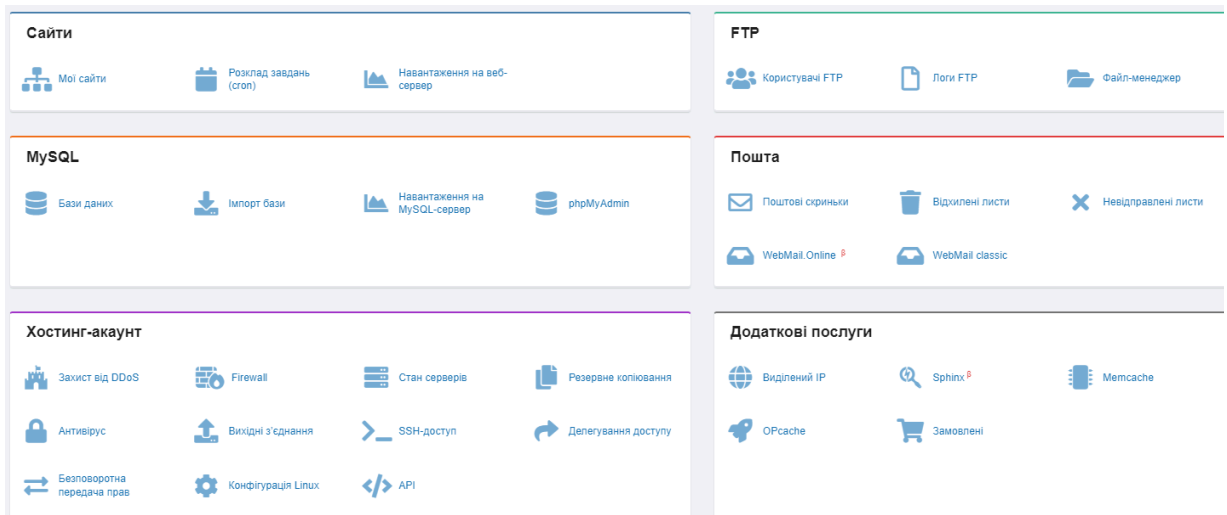 Сайти
Мої сайти
Розклад завдань
(cron)
Навантаження на веб-
сервер
FTP
Користувачі FTP
Логи FTP
Файл-менеджер
MySQL
Бази даних
Імпорт бази
Навантаження на
MySQL-сервер
phpMyAdmin
Пошта
Поштові скриньки
Відхилені листи
Невідправлені листи
WebMail.Online β
WebMail classic
Хостинг-акаунт
Захист від DDoS
Firewall
Стан серверів
Резервне копіювання
Антивірус
Вихідні з'єднання
SSH-доступ
Делегування доступу
Безповоротна
передача прав
Конфігурація Linux
API
Додаткові послуги
Виділений IP
Sphinx β
Memcache
OPcache
Замовлені